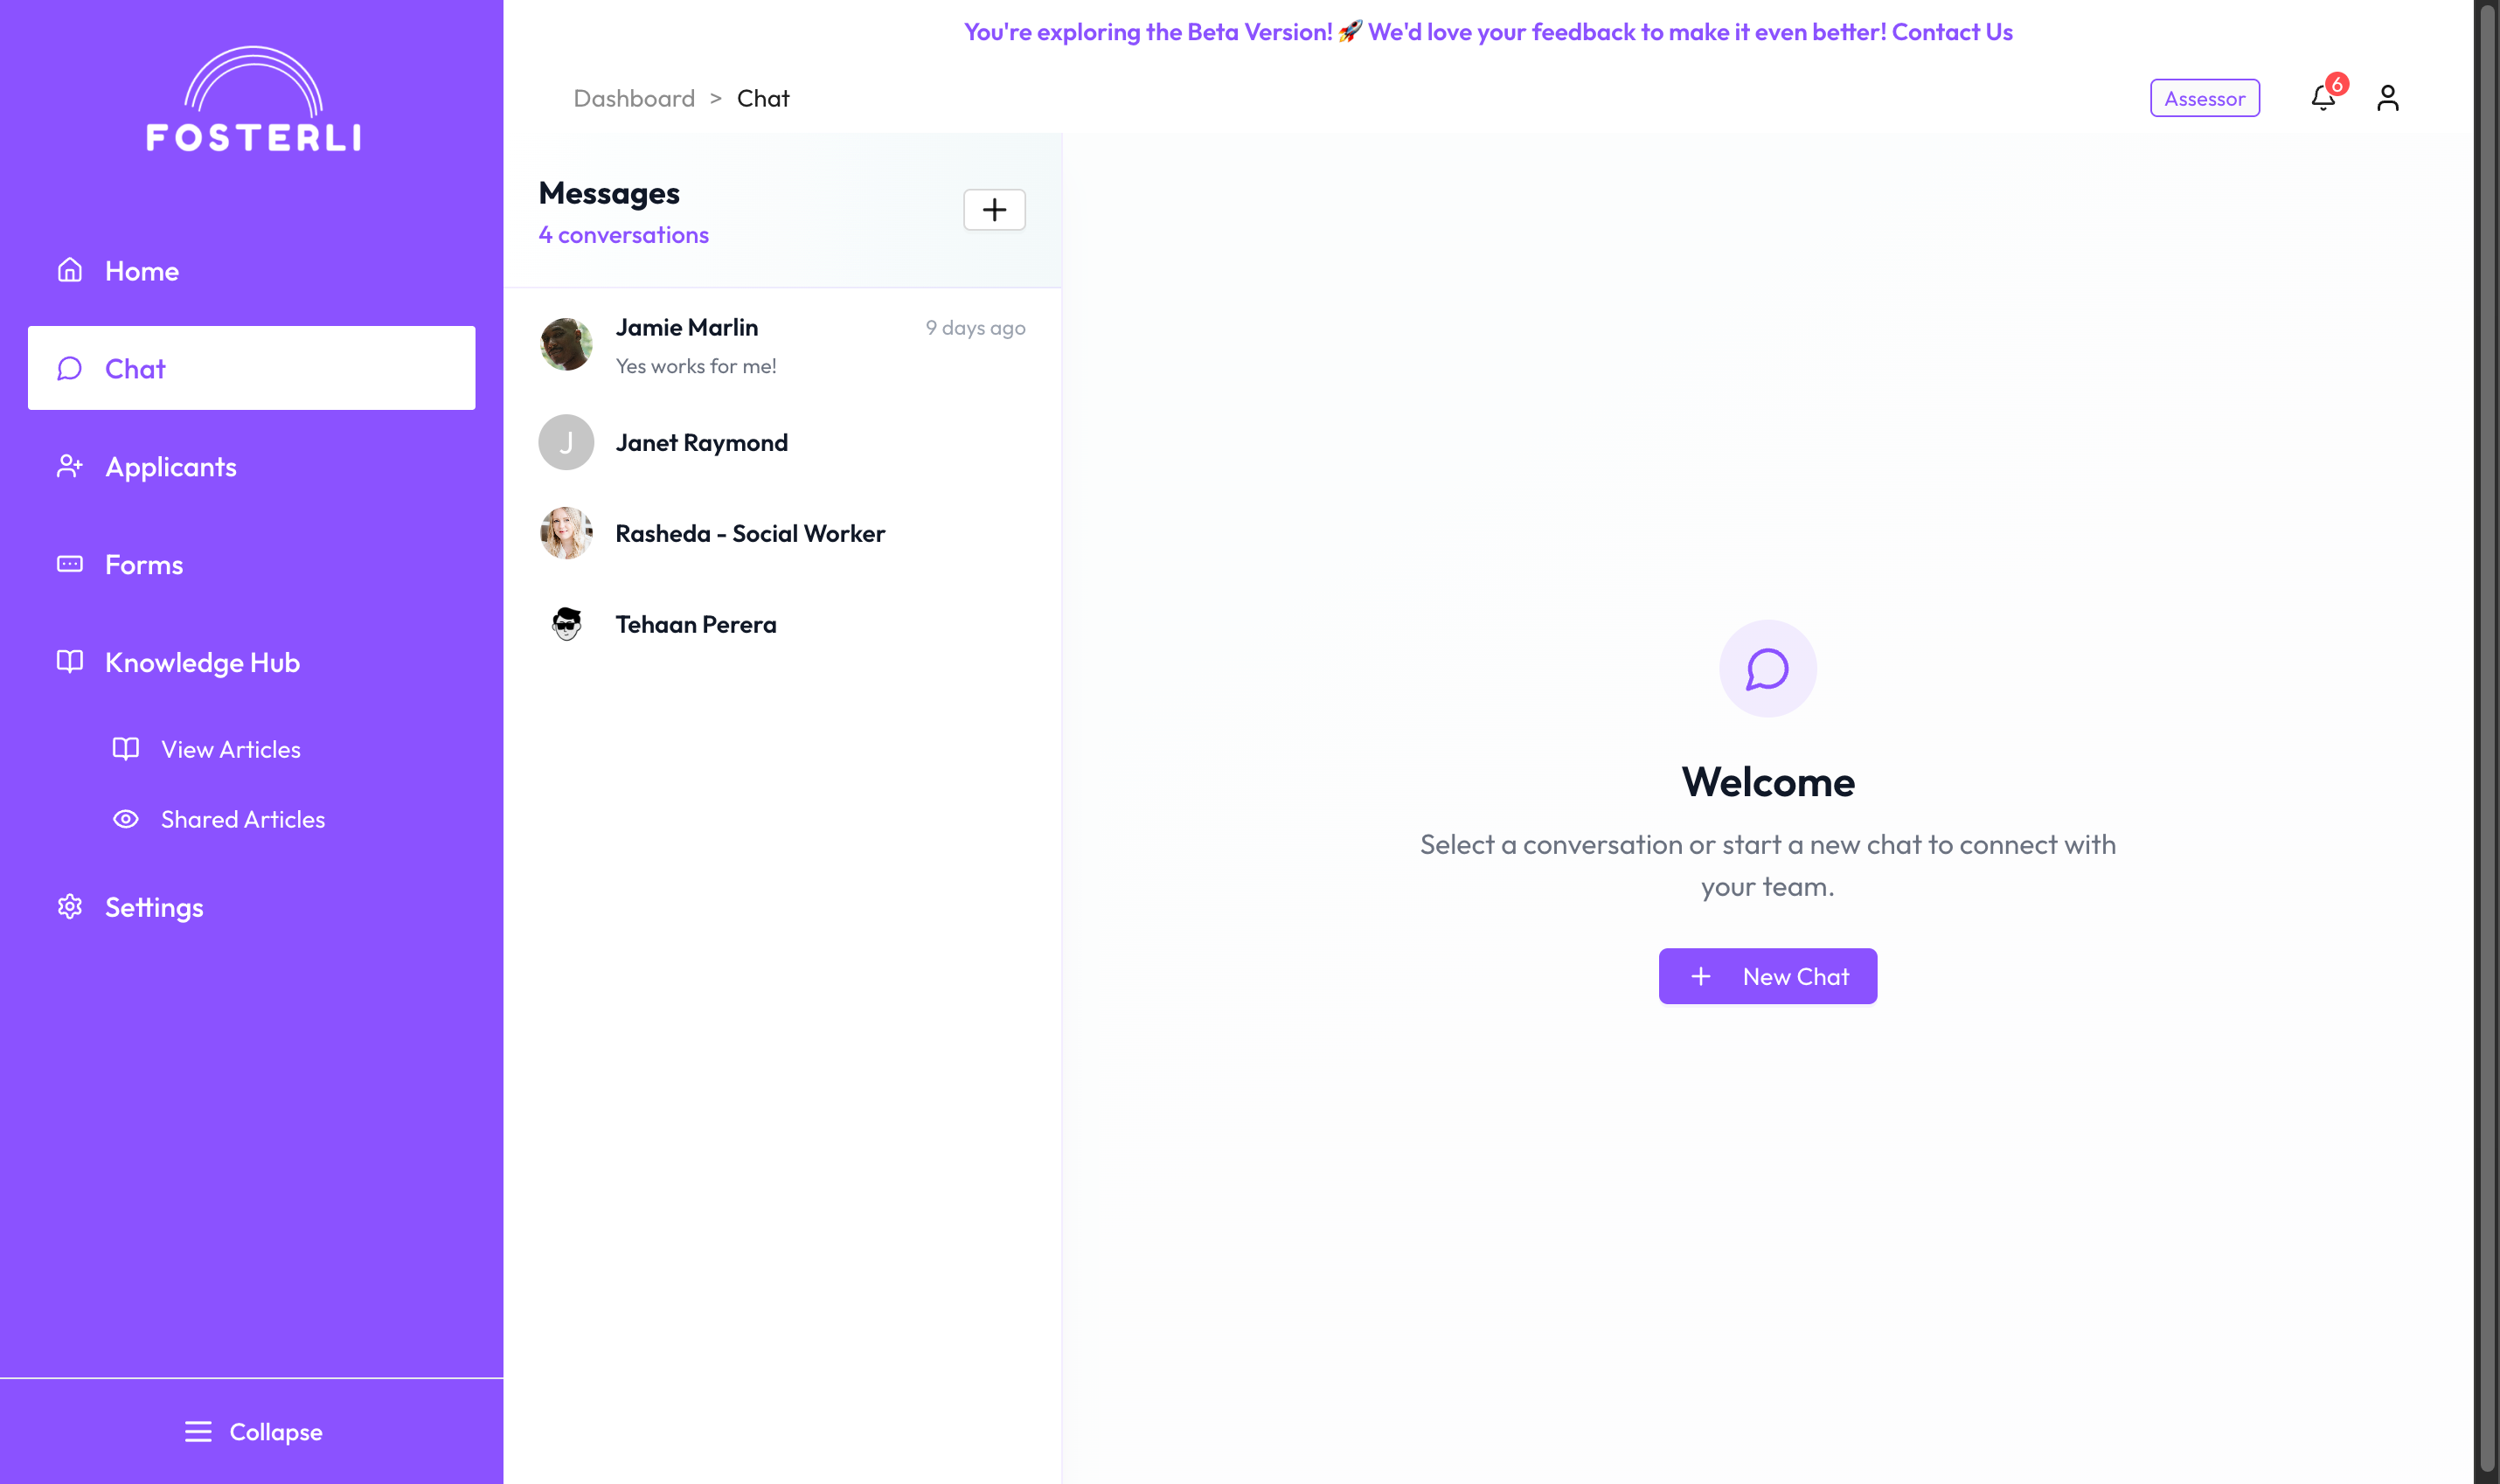 FOSTERLI
Home
Chat
Applicants
Forms
Knowledge Hub
View Articles
Shared Articles
Settings
Collapse
You're exploring the Beta Version! 🚀 We'd love your feedback to make it even better! Contact Us
Dashboard > Chat
Assessor
6
Messages
4 conversations
Jamie Marlin
9 days ago
Yes works for me!
J
Janet Raymond
Rasheda - Social Worker
Tehaan Perera
Welcome
Select a conversation or start a new chat to connect with
your team.
+ New Chat